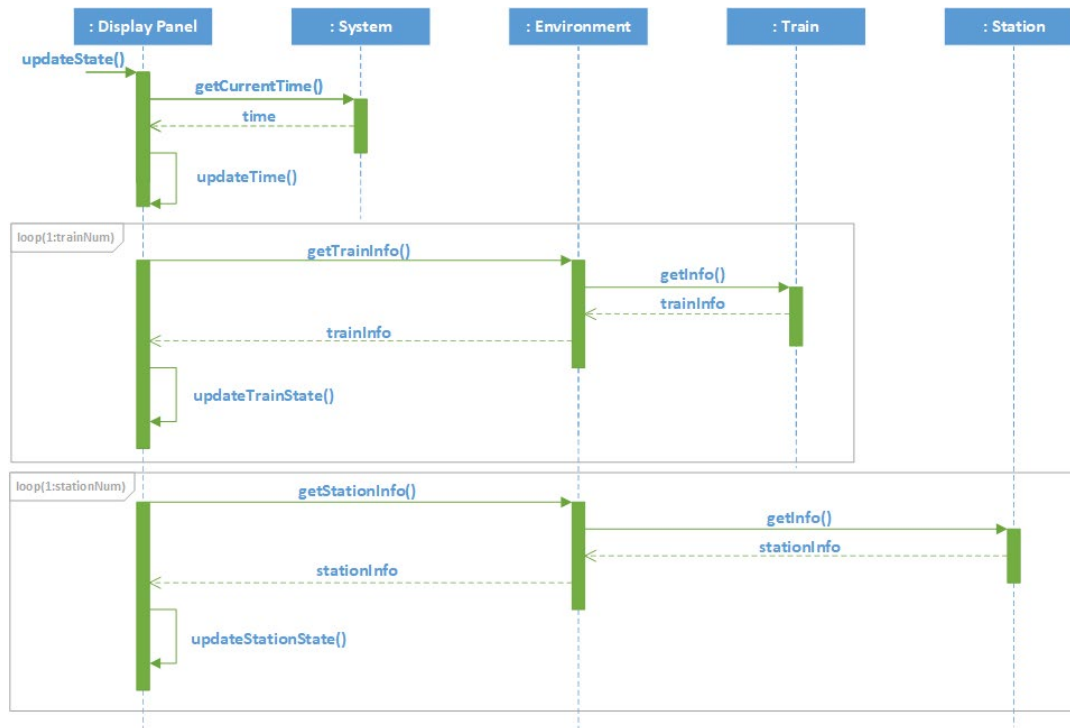 : Display Panel
: System
: Environment
: Train
: Station
updateState()
getCurrentTime()
time
updateTime()
loop(1:trainNum)
getTrainInfo()
getInfo()
trainInfo
trainInfo
updateTrainState()
loop(1:stationNum)
getStationInfo()
getInfo()
stationInfo
stationInfo
updateStationState()